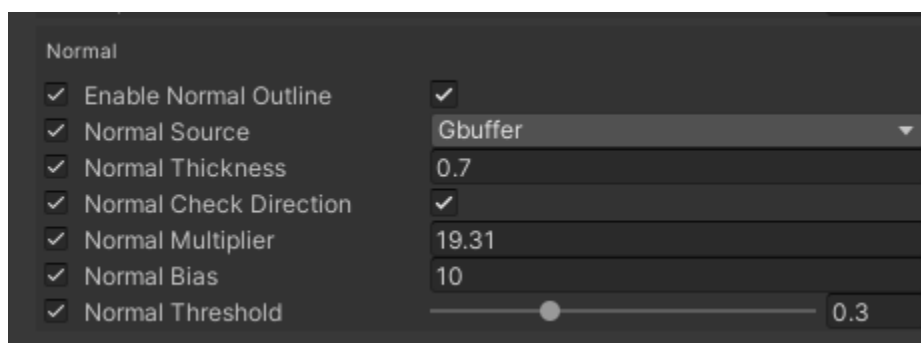 Normal
Enable Normal Outline
Normal Source Gbuffer
Normal Thickness 0.7
Normal Check Direction
Normal Multiplier 19.31
Normal Bias 10
Normal Threshold 0.3